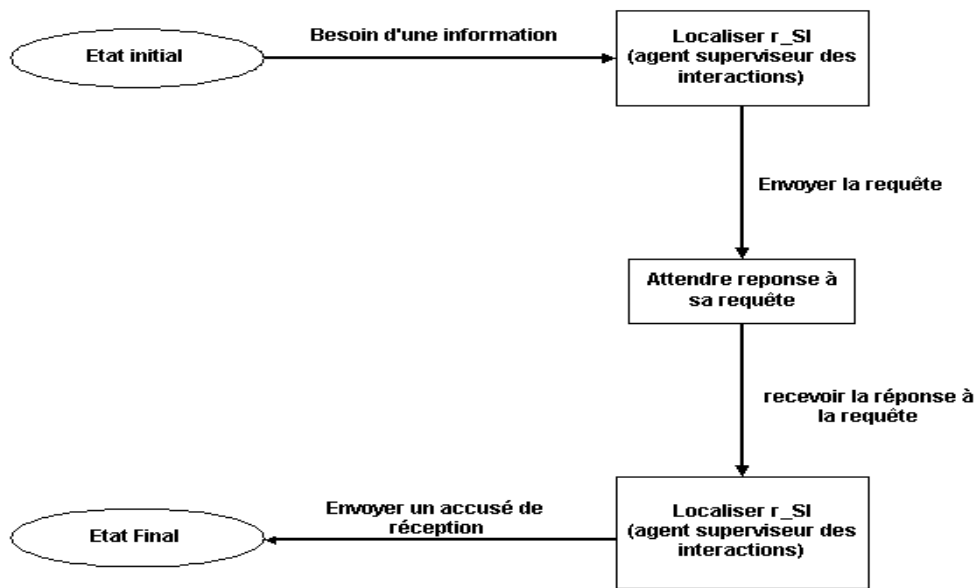 Etat initial
Besoin d'une information
Localiser r_SI
(agent superviseur des
interactions)
Envoyer la requête
Attendre reponse à
sa requête
recevoir la réponse à
la requête
Localiser r_SI
(agent superviseur des
interactions)
Envoyer un accusé de
réception
Etat Final